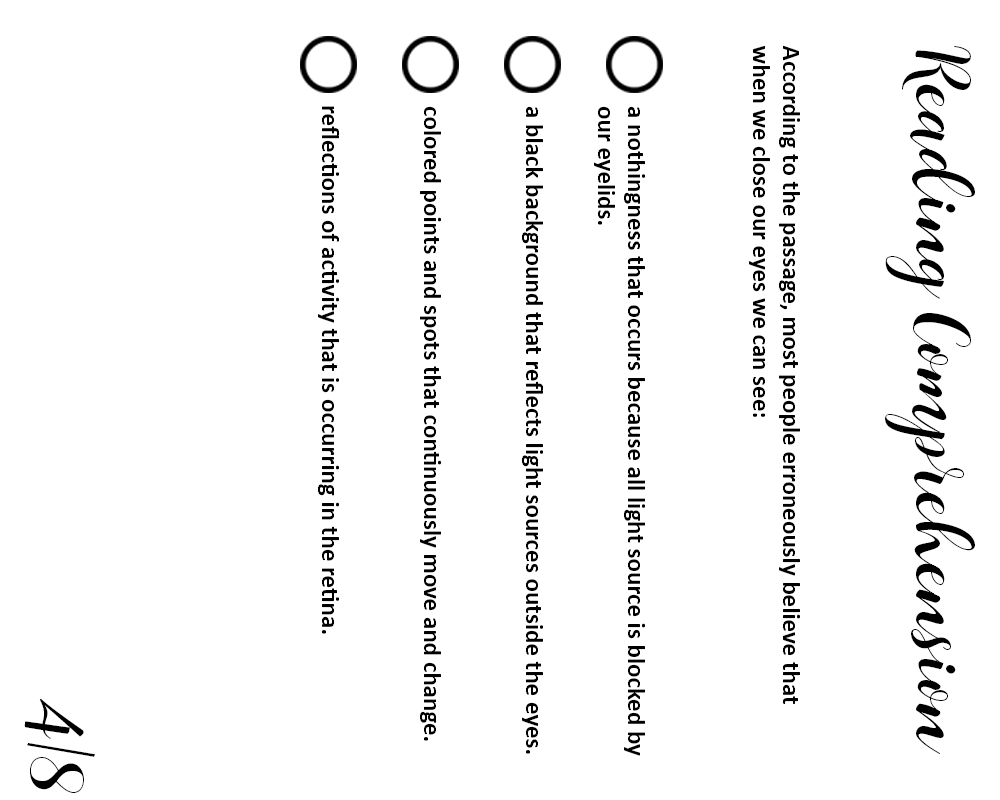 Reading Comprehension
According to the passage, most people erroneously believe that
when we close our eyes we can see:
a nothingness that occurs because all light source is blocked by
our eyelids.
a black background that reflects light sources outside the eyes.
colored points and spots that continuously move and change.
reflections of activity that is occurring in the retina.
4/8